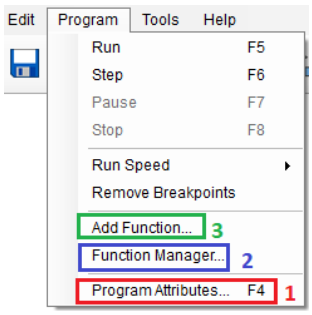 Edit Program Tools Help
Run F5
Step F6
Pause F7
Stop F8
Run Speed
Remove Breakpoints
Add Function... 3
Function Manager... 2
Program Attributes... F4 1